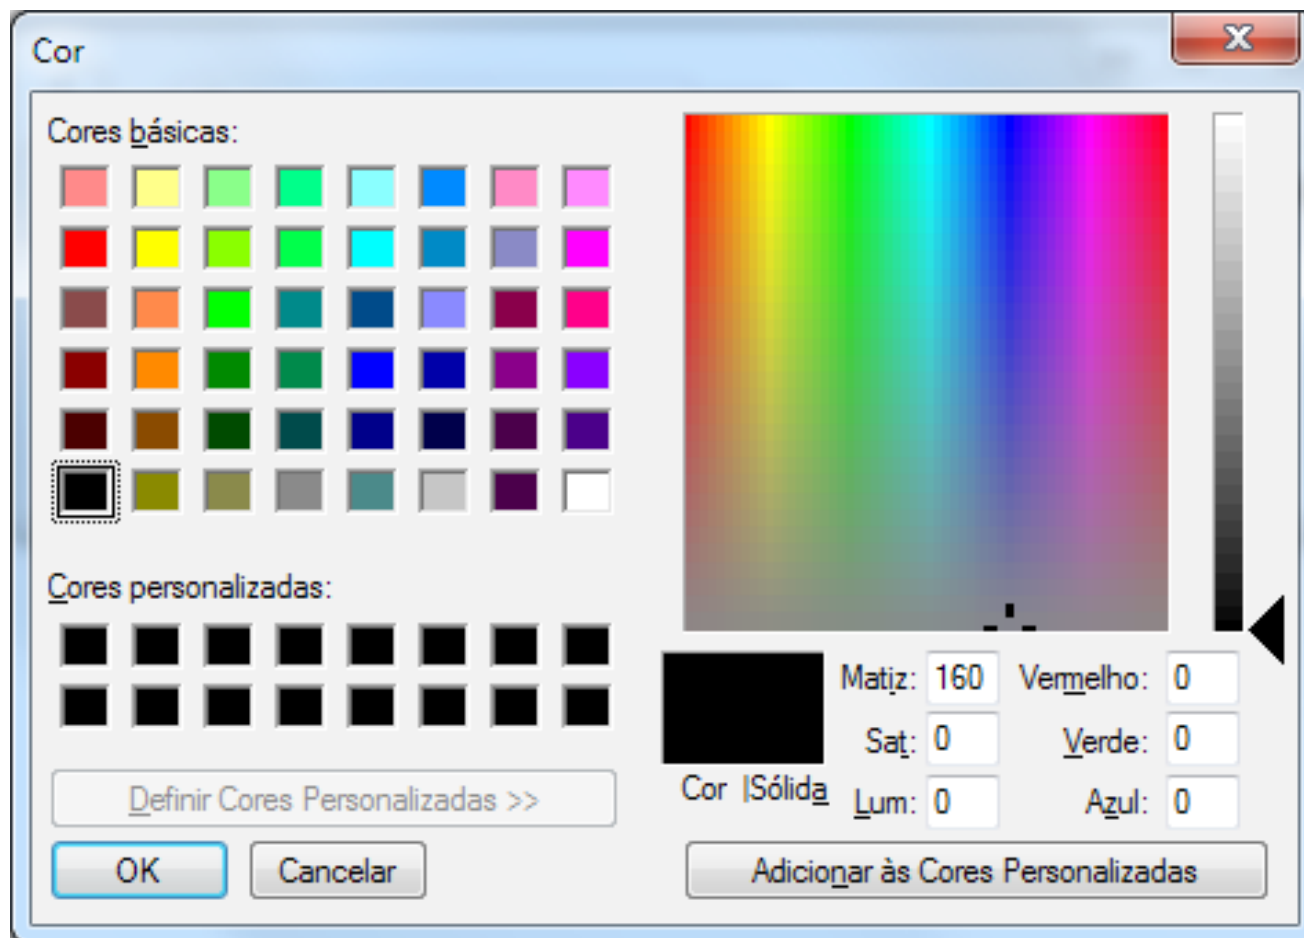 Cor
Cores básicas:
Cores personalizadas:
Definir Cores Personalizadas >>
OK
Cancelar
Cor |Sólida
Matiz: 160
Sat: 0
Lum: 0
Vermelho: 0
Verde: 0
Azul: 0
Adicionar às Cores Personalizadas